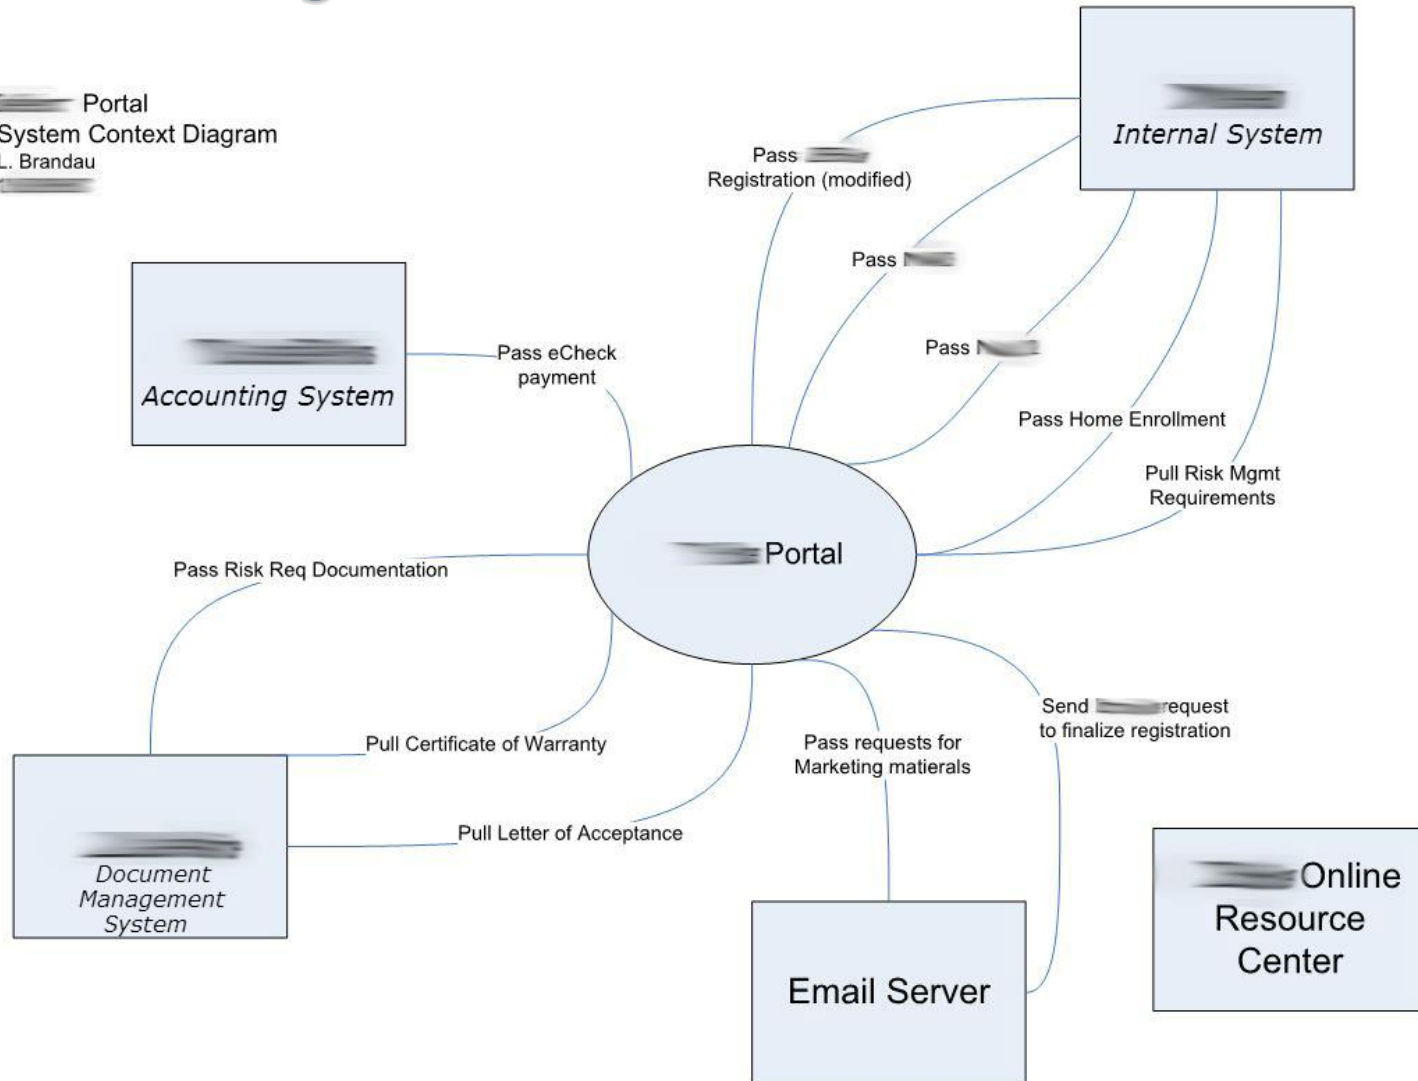 Portal
System Context Diagram
L. Brandau
Internal System
Pass
Registration (modified)
Pass
Pass
Accounting System
Pass eCheck
payment
Pass Home Enrollment
Pull Risk Mgmt
Requirements
Portal
Pass Risk Req Documentation
Send request
to finalize registration
Pull Certificate of Warranty
Pass requests for
Marketing matierals
Pull Letter of Acceptance
Document
Management
System
Online
Resource
Center
Email Server